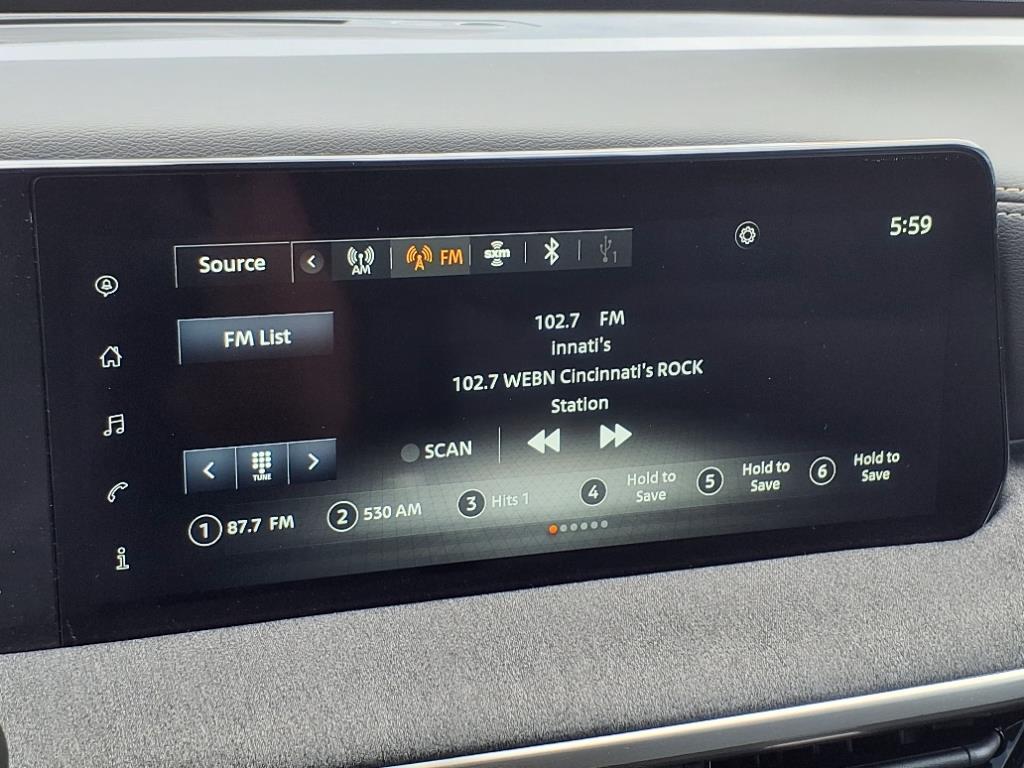 5:59
Source
AM
FM
sxm
1
FM List
102.7 FM
innati's
102.7 WEBN Cincinnati's ROCK
Station
TUNE
SCAN
1 87.7 FM
2 530 AM
3 Hits 1
4 Hold to
Save
5 Hold to
Save
6 Hold to
Save